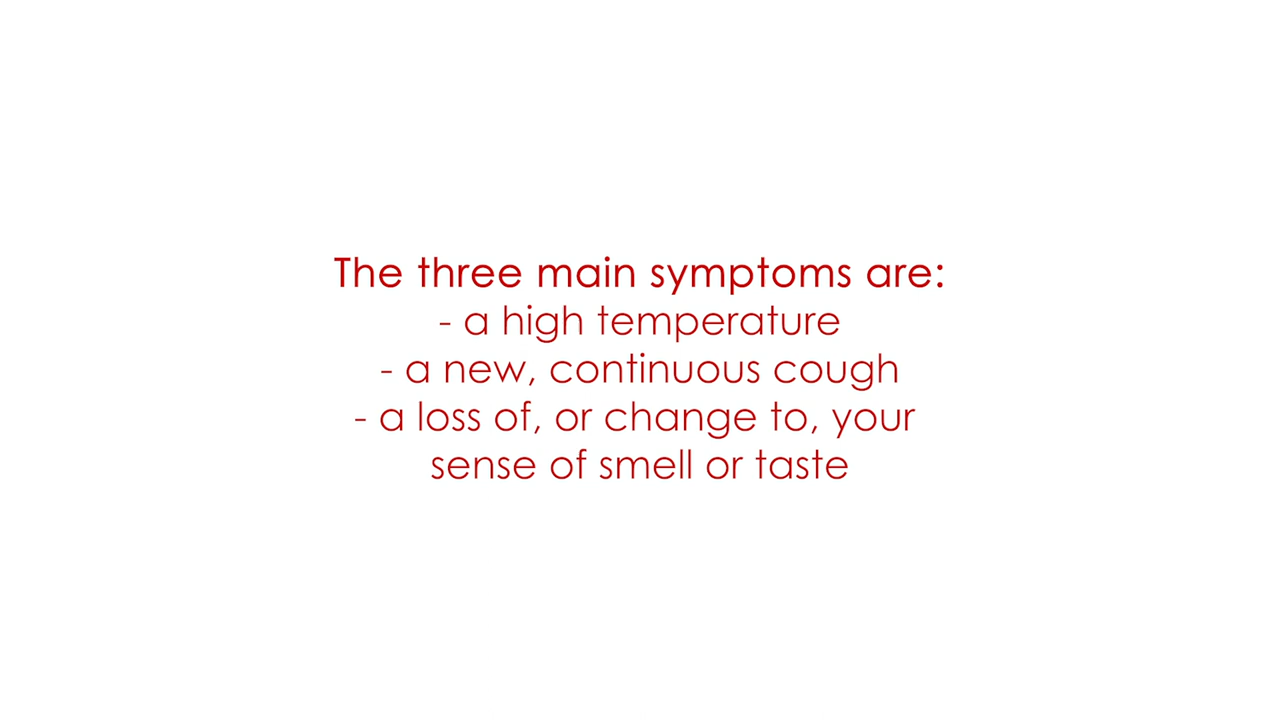 The three main symptoms are:
- a high temperature
- a new, continuous cough
- a loss of, or change to, your
sense of smell or taste